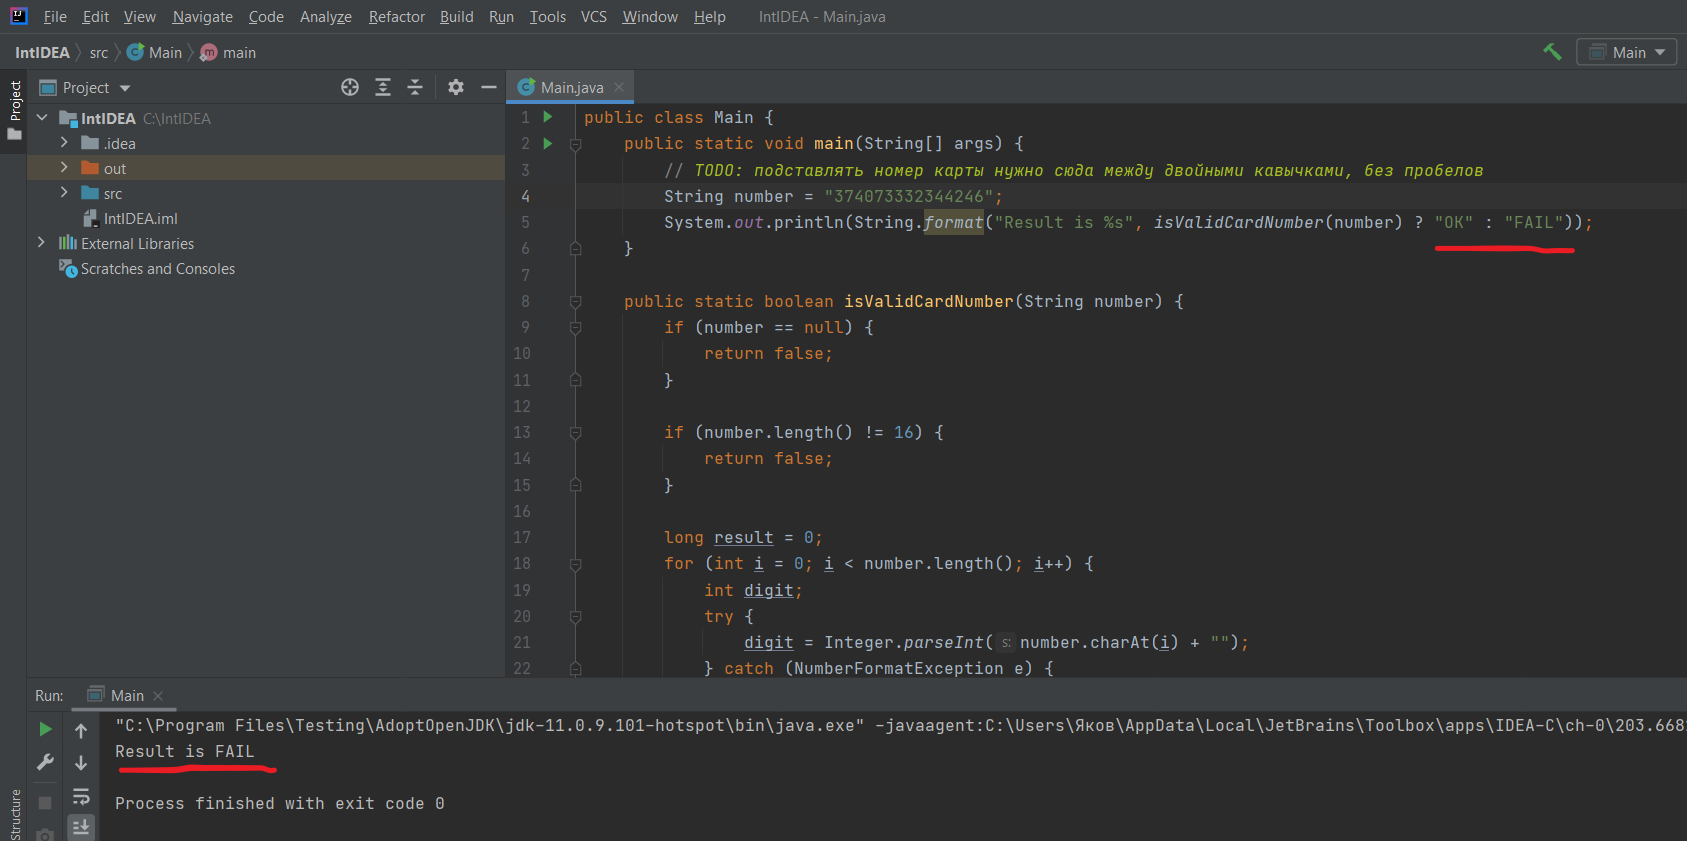 File Edit View Navigate Code Analyze Refactor Build Run Tools VCS Window Help IntIDEA - Main.java
IntIDEA src Main main
Main
Project
Project
Main.java
IntIDEA C:\IntIDEA
.idea
out
src
IntIDEA.iml
External Libraries
Scratches and Consoles
1 public class Main {
2 public static void main(String[] args) {
3 // TODO: подставлять номер карты нужно сюда между двойными кавычками, без пробелов
4 String number = "374073332344246";
5 System.out.println(String.format("Result is %s", isValidCardNumber(number) ? "OK" : "FAIL"));
6 }
7
8 public static boolean isValidCardNumber(String number) {
9 if (number == null) {
10 return false;
11 }
12
13 if (number.length() != 16) {
14 return false;
15 }
16
17 long result = 0;
18 for (int i = 0; i < number.length(); i++) {
19 int digit;
20 try {
21 digit = Integer.parseInt( s: number.charAt(i) + "");
22 } catch (NumberFormatException e) {
Run: Main
"C:\Program Files\Testing\AdoptOpenJDK\jdk-11.0.9.101-hotspot\bin\java.exe" -javaagent:C:\Users\Яков\AppData\Local\JetBrains\Toolbox\apps\IDEA-C\ch-0\203.668
Result is FAIL
Process finished with exit code 0
Structure